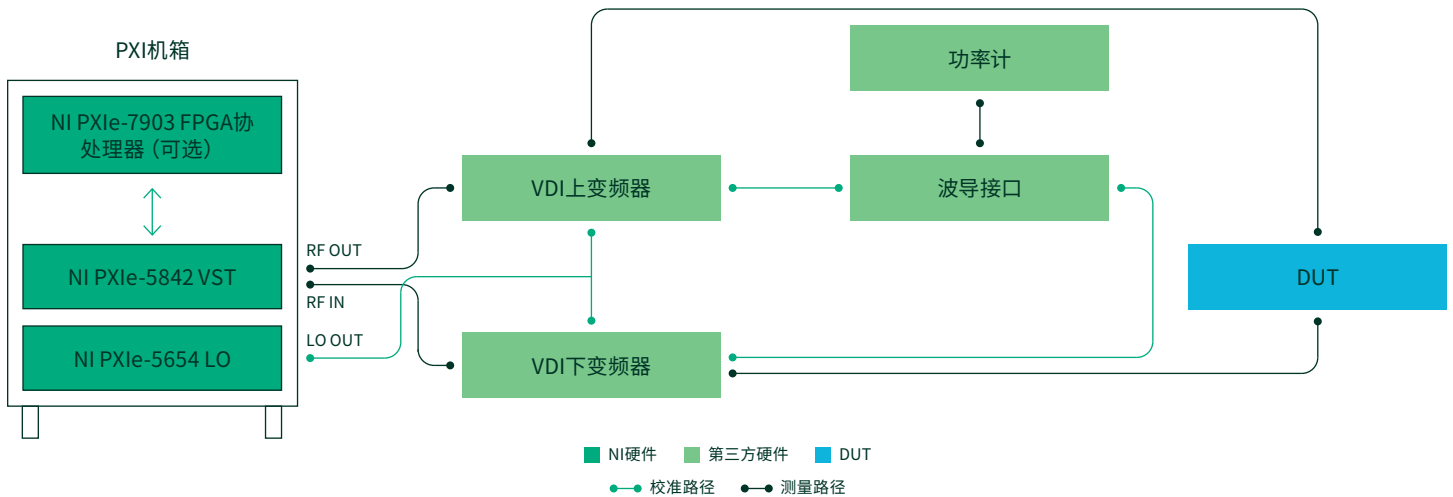 PXI机箱
NI PXIe-7903 FPGA协
处理器（可选）
NI PXIe-5842 VST
NI PXIe-5654 LO
RF OUT
RF IN
LO OUT
VDI上变频器
VDI下变频器
功率计
波导接口
DUT
NI硬件
第三方硬件
DUT
校准路径
测量路径